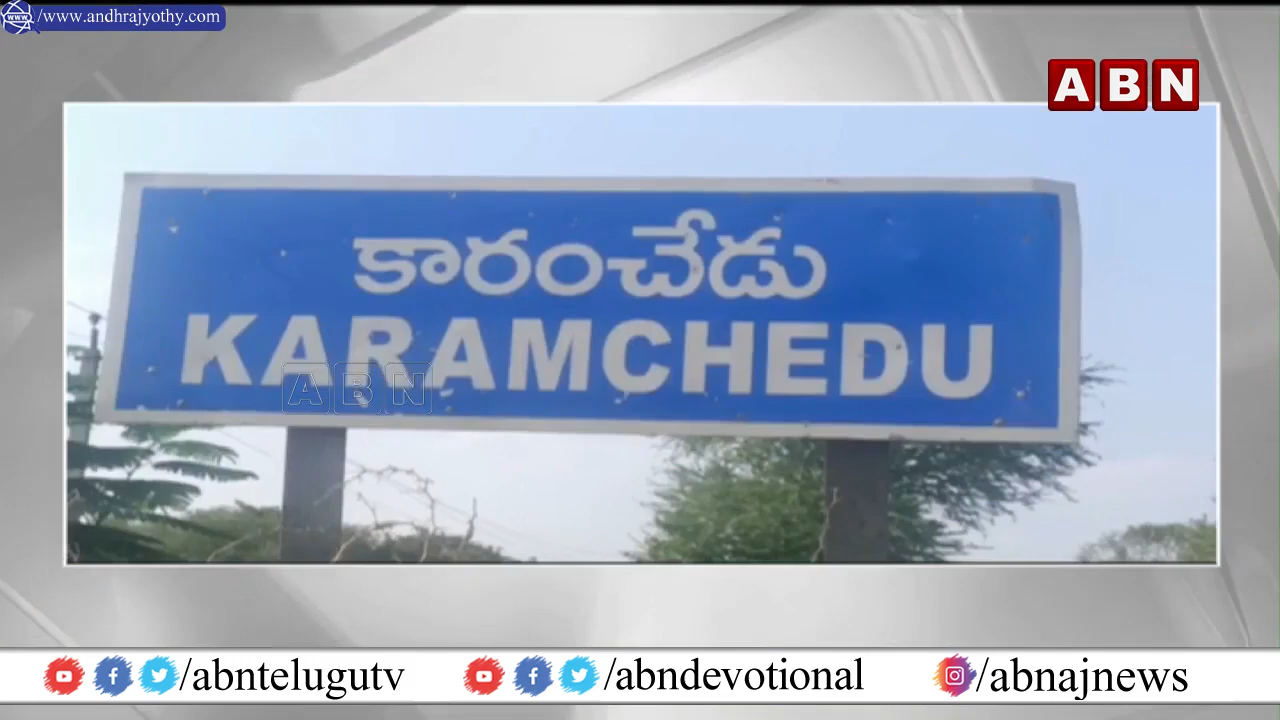 /www.andhrajyothy.com
ABN
కారంచేడు
KARAMCHEDU
ABN
/abntelugutv /abndevotional /abnajnews